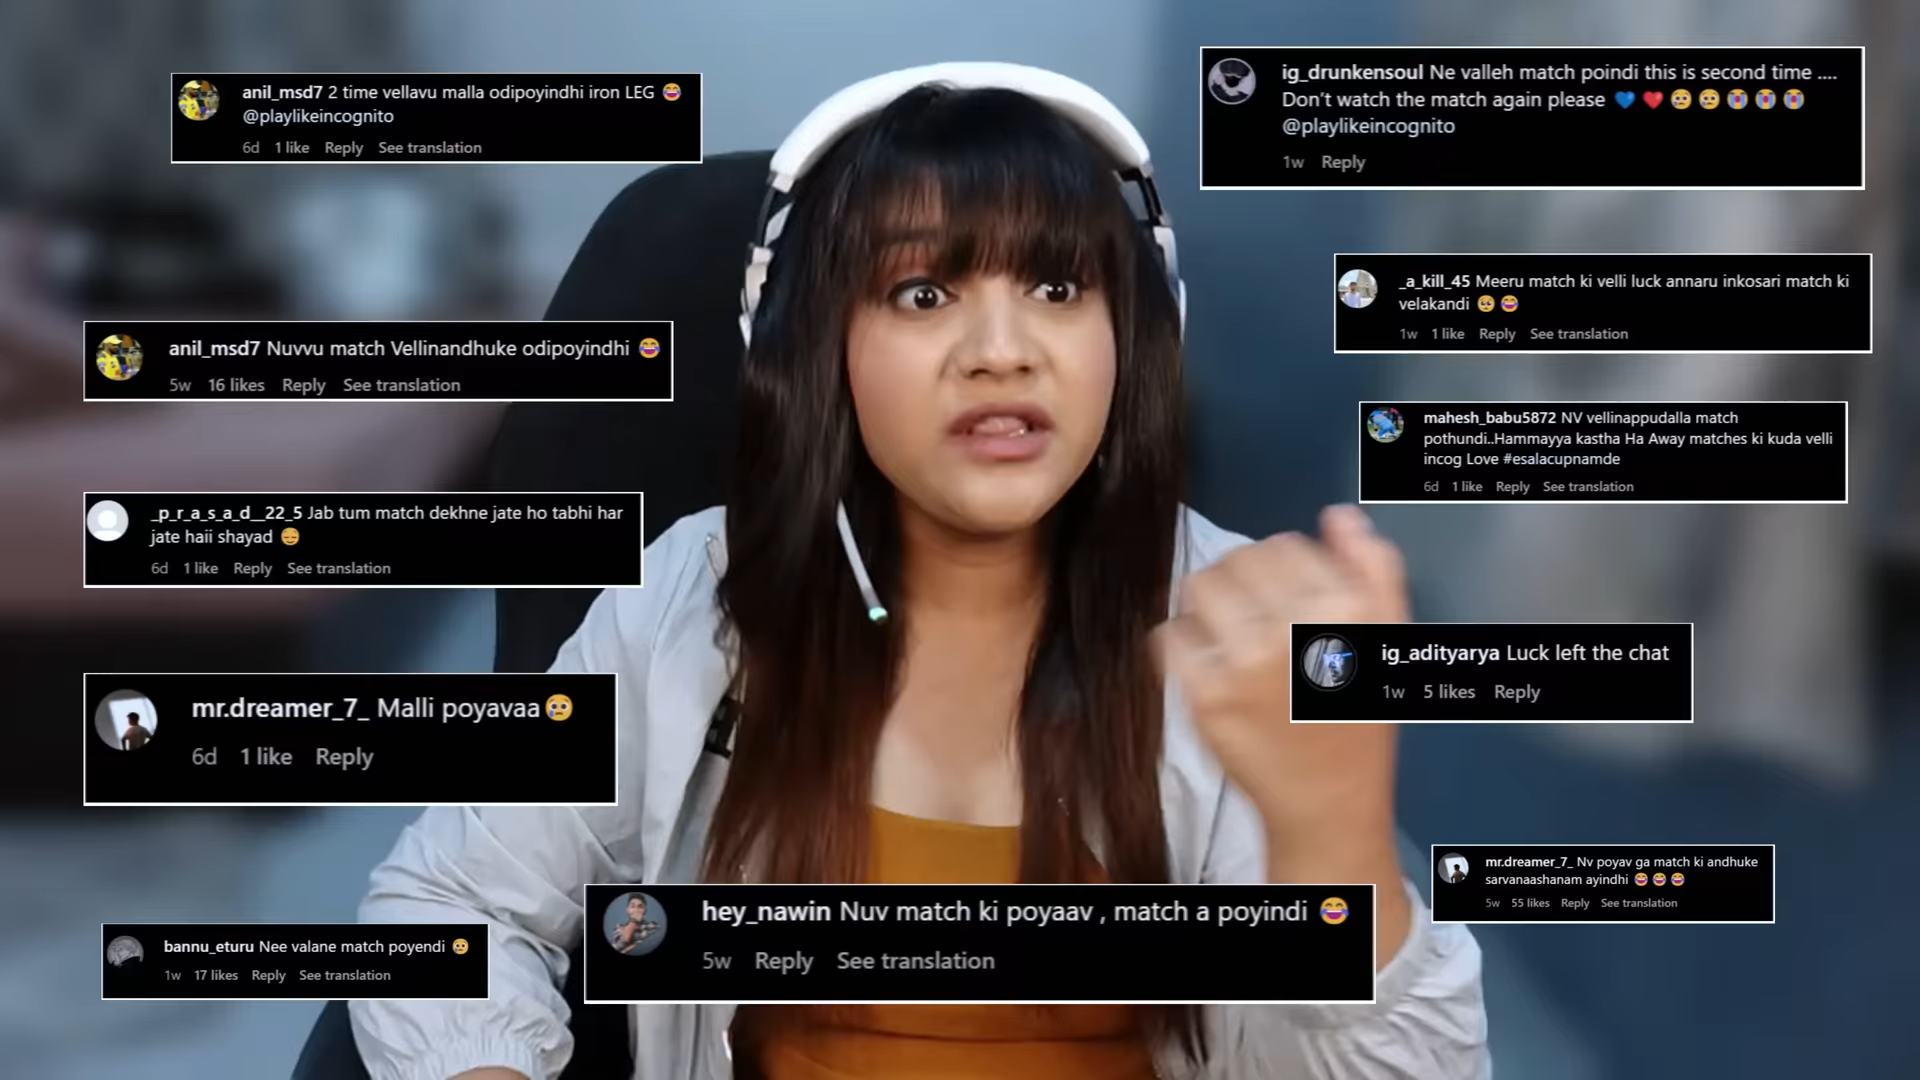 anil_msd7 2 time vellavu malla odipoyindhi iron LEG 😂
@playlikeincognito
6d 1 like Reply See translation
ig_drunkensoul Ne valleh match poindi this is second time ....
Don't watch the match again please 💙 ❤️ 😢 😢 😭 😭 😭
@playlikeincognito
1w Reply
_a_kill_45 Meeru match ki velli luck annaru inkosari match ki
velakandi 🥺 😂
1w 1 like Reply See translation
anil_msd7 Nuvvu match Vellinandhuke odipoyindhi 😂
5w 16 likes Reply See translation
mahesh_babu5872 NV vellinappudalla match
pothundi..Hammayya kastha Ha Away matches ki kuda velli
incog Love #esalacupnamde
6d 1 like Reply See translation
_p_r_a_s_a_d__22_5 Jab tum match dekhne jate ho tabhi har
jate haii shayad 😌
6d 1 like Reply See translation
ig_adityarya Luck left the chat
1w 5 likes Reply
mr.dreamer_7_ Malli poyavaa😢
6d 1 like Reply
mr.dreamer_7_ Nv poyav ga match ki andhuke
sarvanaashanam ayindhi 😂 😂 😂
5w 55 likes Reply See translation
hey_nawin Nuv match ki poyaav , match a poyindi 😂
5w Reply See translation
bannu_eturu Nee valane match poyendi 😢
1w 17 likes Reply See translation